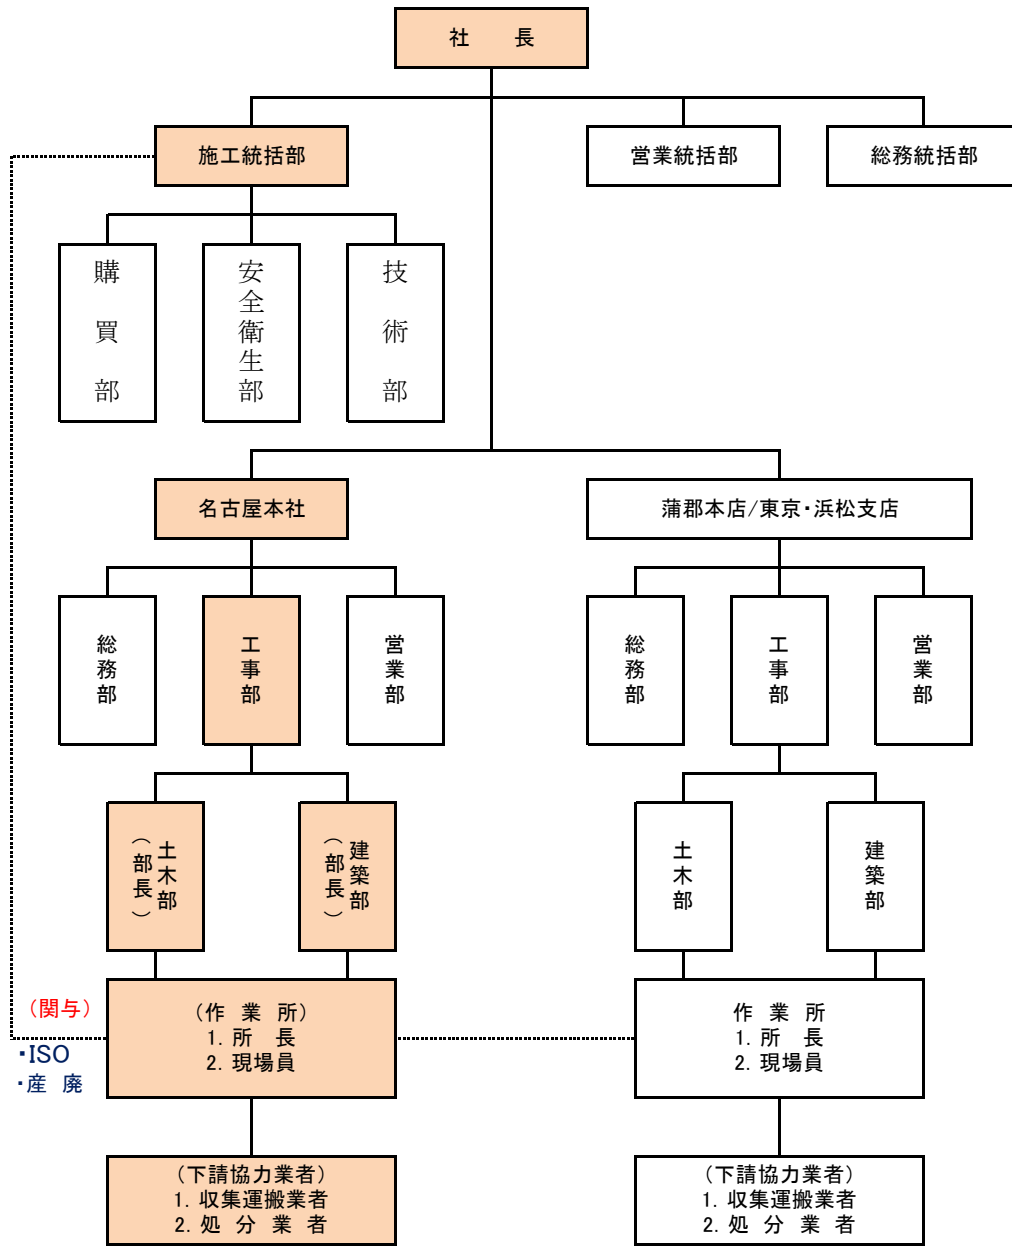 社　長
施工統括部
営業統括部
総務統括部
購買部
安全衛生部
技術部
名古屋本社
蒲郡本店/東京・浜松支店
総務部
工事部
営業部
総務部
工事部
営業部
土木部
（部長）
建築部
（部長）
土木部
建築部
（関与）
・ISO
・産　廃
（作　業　所）
1. 所　長
2. 現場員
作　業　所
1. 所　長
2. 現場員
（下請協力業者）
1. 収集運搬業者
2. 処　分　業　者
（下請協力業者）
1. 収集運搬業者
2. 処　分　業　者